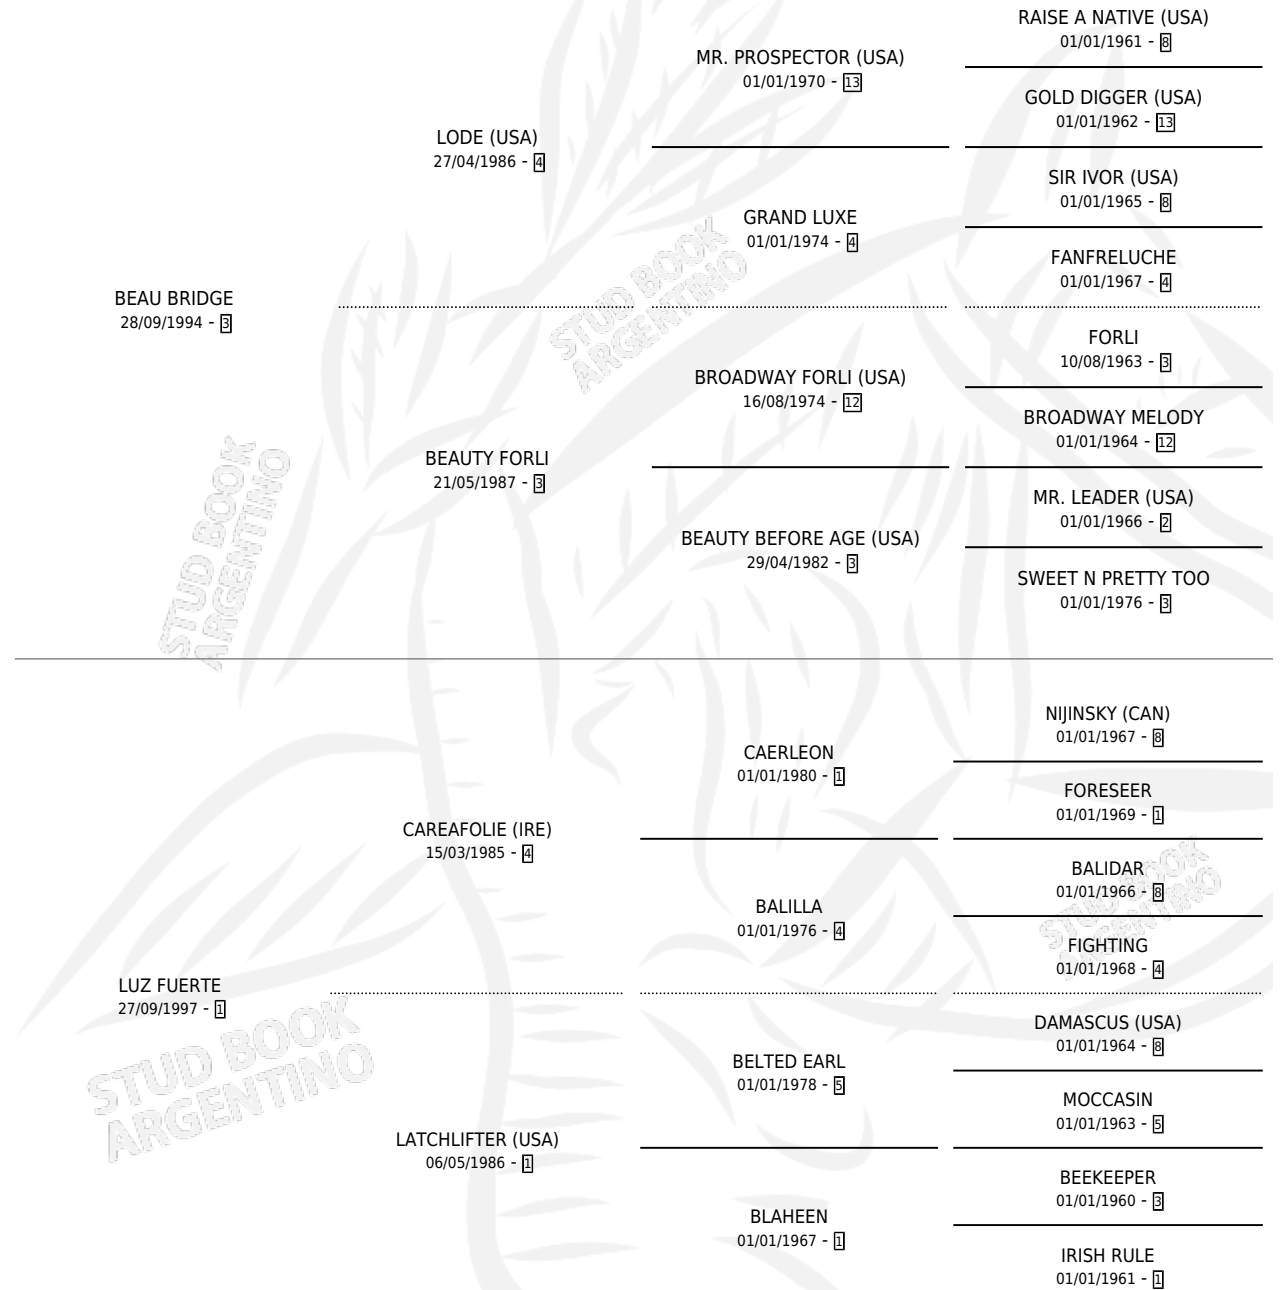 RAISE A NATIVE (USA)
01/01/1961 - 8
MR. PROSPECTOR (USA)
01/01/1970 - 13
GOLD DIGGER (USA)
01/01/1962 - 13
LODE (USA)
27/04/1986 - 4
SIR IVOR (USA)
01/01/1965 - 8
GRAND LUXE
01/01/1974 - 4
FANFRELUCHE
01/01/1967 - 4
BEAU BRIDGE
28/09/1994 - 3
FORLI
10/08/1963 - 3
BROADWAY FORLI (USA)
16/08/1974 - 12
BROADWAY MELODY
01/01/1964 - 12
BEAUTY FORLI
21/05/1987 - 3
MR. LEADER (USA)
01/01/1966 - 2
BEAUTY BEFORE AGE (USA)
29/04/1982 - 3
SWEET N PRETTY TOO
01/01/1976 - 3
NIJINSKY (CAN)
01/01/1967 - 8
CAERLEON
01/01/1980 - 1
FORESEER
01/01/1969 - 1
CAREAFOLIE (IRE)
15/03/1985 - 4
BALIDAR
01/01/1966 - 8
BALILLA
01/01/1976 - 4
FIGHTING
01/01/1968 - 4
LUZ FUERTE
27/09/1997 - 1
DAMASCUS (USA)
01/01/1964 - 8
BELTED EARL
01/01/1978 - 5
MOCCASIN
01/01/1963 - 5
LATCHLIFTER (USA)
06/05/1986 - 1
BEEKEEPER
01/01/1960 - 3
BLAHEEN
01/01/1967 - 1
IRISH RULE
01/01/1961 - 1
STUD BOOK
ARGENTINO
STUD BOOK
ARGENTINO
STUD BOOK
ARGENTINO
STUD BOOK
ARGENTINO